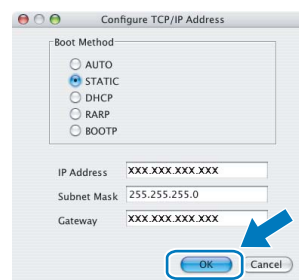 Configure TCP/IP Address
Boot Method
AUTO
STATIC
DHCP
RARP
BOOTP
IP Address XXX.XXX.XXX.XXX
Subnet Mask 255.255.255.0
Gateway XXX.XXX.XXX.XXX
OK Cancel